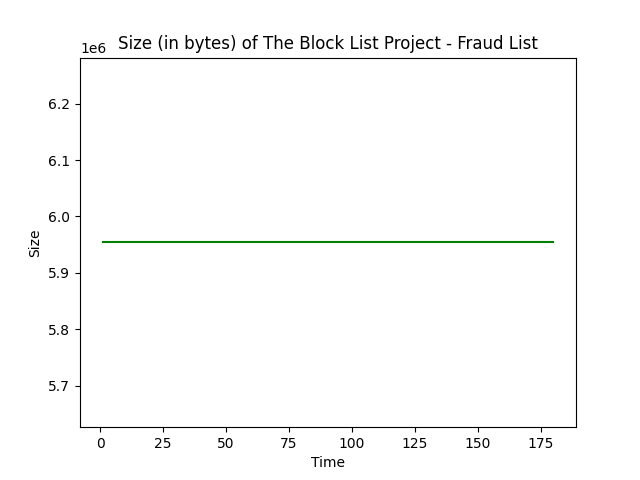 Size (in bytes) of The Block List Project - Fraud List
1e6
6.2
6.1
6.0
5.9
5.8
5.7
Size
0 25 50 75 100 125 150 175
Time